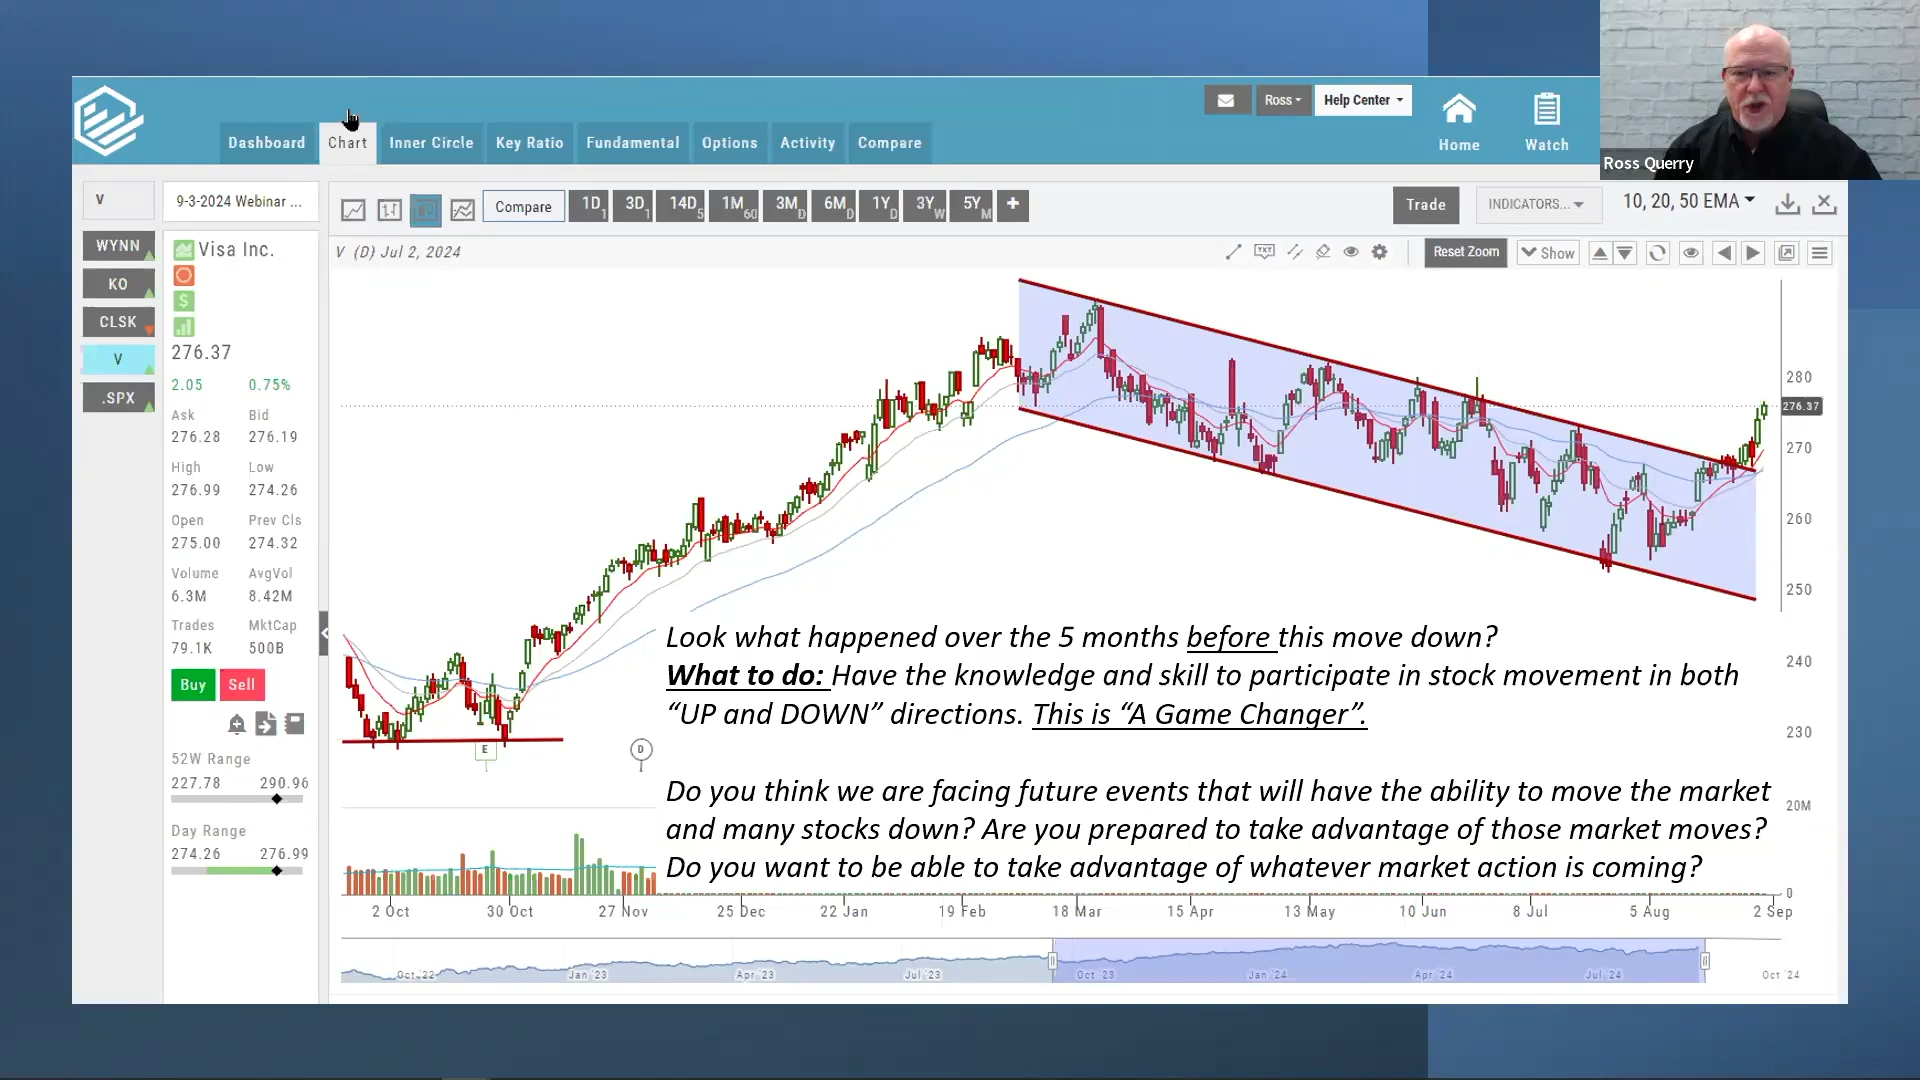 Ross
Help Center
Home
Watch
Ross Querry
Dashboard
Chart
Inner Circle
Key Ratio
Fundamental
Options
Activity
Compare
V
9-3-2024 Webinar ...
Compare
1D1
3D1
14D5
1M60
3MD
6MD
1YD
3YW
5YM
+
Trade
INDICATORS...
10, 20, 50 EMA
WYNN
KO
CLSK
V
.SPX
Visa Inc.
276.37
2.05 0.75%
Ask Bid
276.28 276.19
High Low
276.99 274.26
Open Prev Cls
275.00 274.32
Volume AvgVol
6.3M 8.42M
Trades MktCap
79.1K 500B
Buy Sell
52W Range
227.78 290.96
Day Range
274.26 276.99
V (D) Jul 2, 2024
TXT
Reset Zoom
Show
280
276.37
270
260
250
240
230
20M
0
E
D
Look what happened over the 5 months before this move down?
What to do: Have the knowledge and skill to participate in stock movement in both
“UP and DOWN” directions. This is “A Game Changer”.
Do you think we are facing future events that will have the ability to move the market
and many stocks down? Are you prepared to take advantage of those market moves?
Do you want to be able to take advantage of whatever market action is coming?
2 Oct 30 Oct 27 Nov 25 Dec 22 Jan 19 Feb 18 Mar 15 Apr 13 May 10 Jun 8 Jul 5 Aug 2 Sep
Oct '22 Jan '23 Apr '23 Jul '23 Oct '23 Jan '24 Apr '24 Jul '24 Oct '24